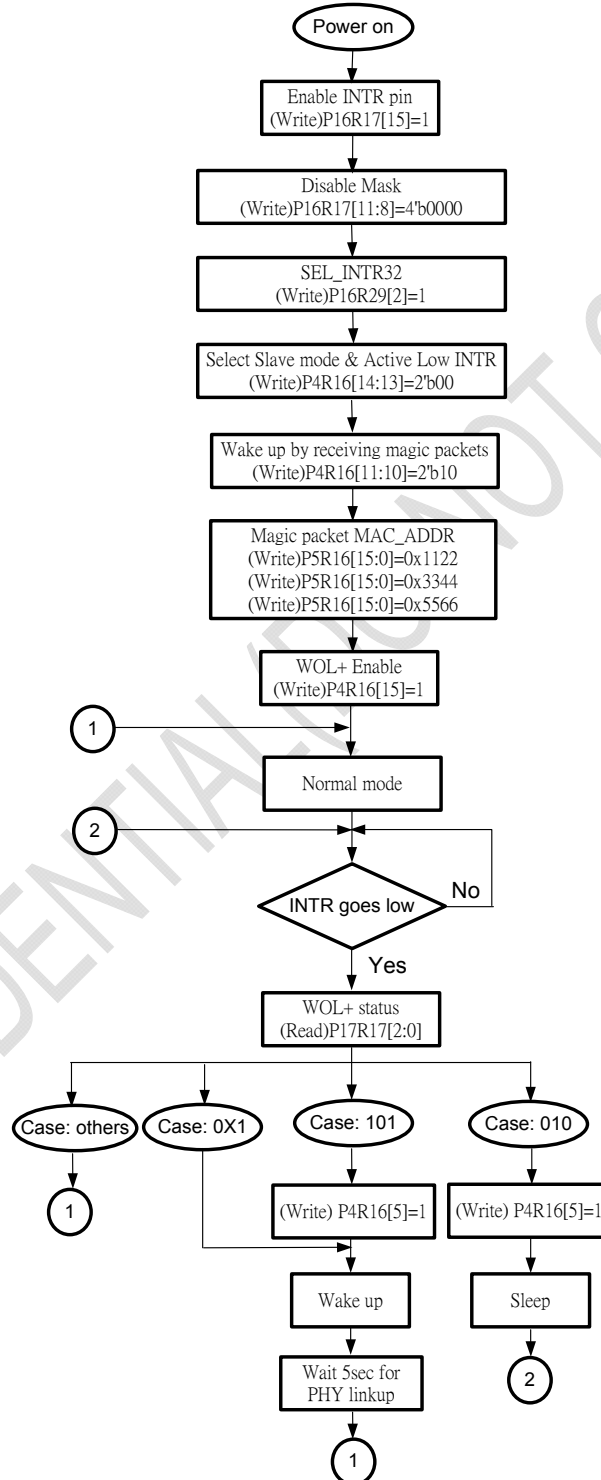 Power on
Enable INTR pin
(Write)P16R17[15]=1
Disable Mask
(Write)P16R17[11:8]=4'b0000
SEL_INTR32
(Write)P16R29[2]=1
Select Slave mode & Active Low INTR
(Write)P4R16[14:13]=2'b00
Wake up by receiving magic packets
(Write)P4R16[11:10]=2'b10
Magic packet MAC_ADDR
(Write)P5R16[15:0]=0x1122
(Write)P5R16[15:0]=0x3344
(Write)P5R16[15:0]=0x5566
WOL+ Enable
(Write)P4R16[15]=1
1
Normal mode
2
INTR goes low
No
Yes
WOL+ status
(Read)P17R17[2:0]
Case: others
Case: 0X1
Case: 101
Case: 010
1
(Write) P4R16[5]=1
(Write) P4R16[5]=1
Wake up
Sleep
Wait 5sec for
PHY linkup
2
1